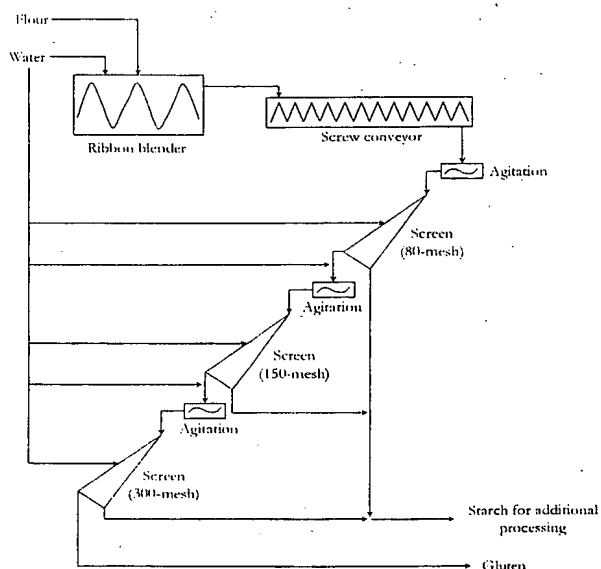 Flour
Water
Ribbon blender
Screw conveyor
Agitation
Screen
(80-mesh)
Agitation
Screen
(150-mesh)
Agitation
Screen
(300-mesh)
Starch for additional
processing
Gluten